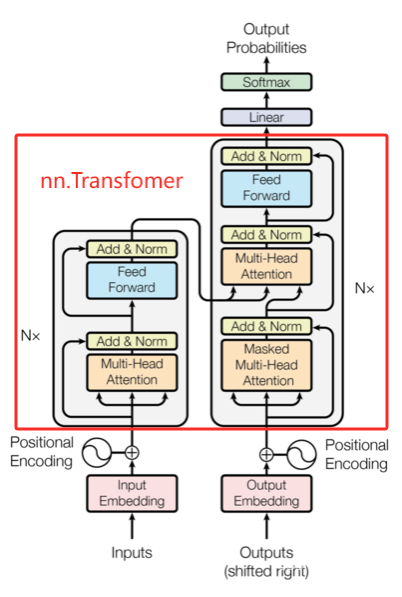 Output
Probabilities
Softmax
Linear
nn.Transfomer
Add & Norm
Feed
Forward
Add & Norm
Multi-Head
Attention
Add & Norm
Masked
Multi-Head
Attention
N×
Add & Norm
Feed
Forward
Add & Norm
Multi-Head
Attention
N×
Positional
Encoding
Positional
Encoding
Input
Embedding
Output
Embedding
Inputs
Outputs
(shifted right)